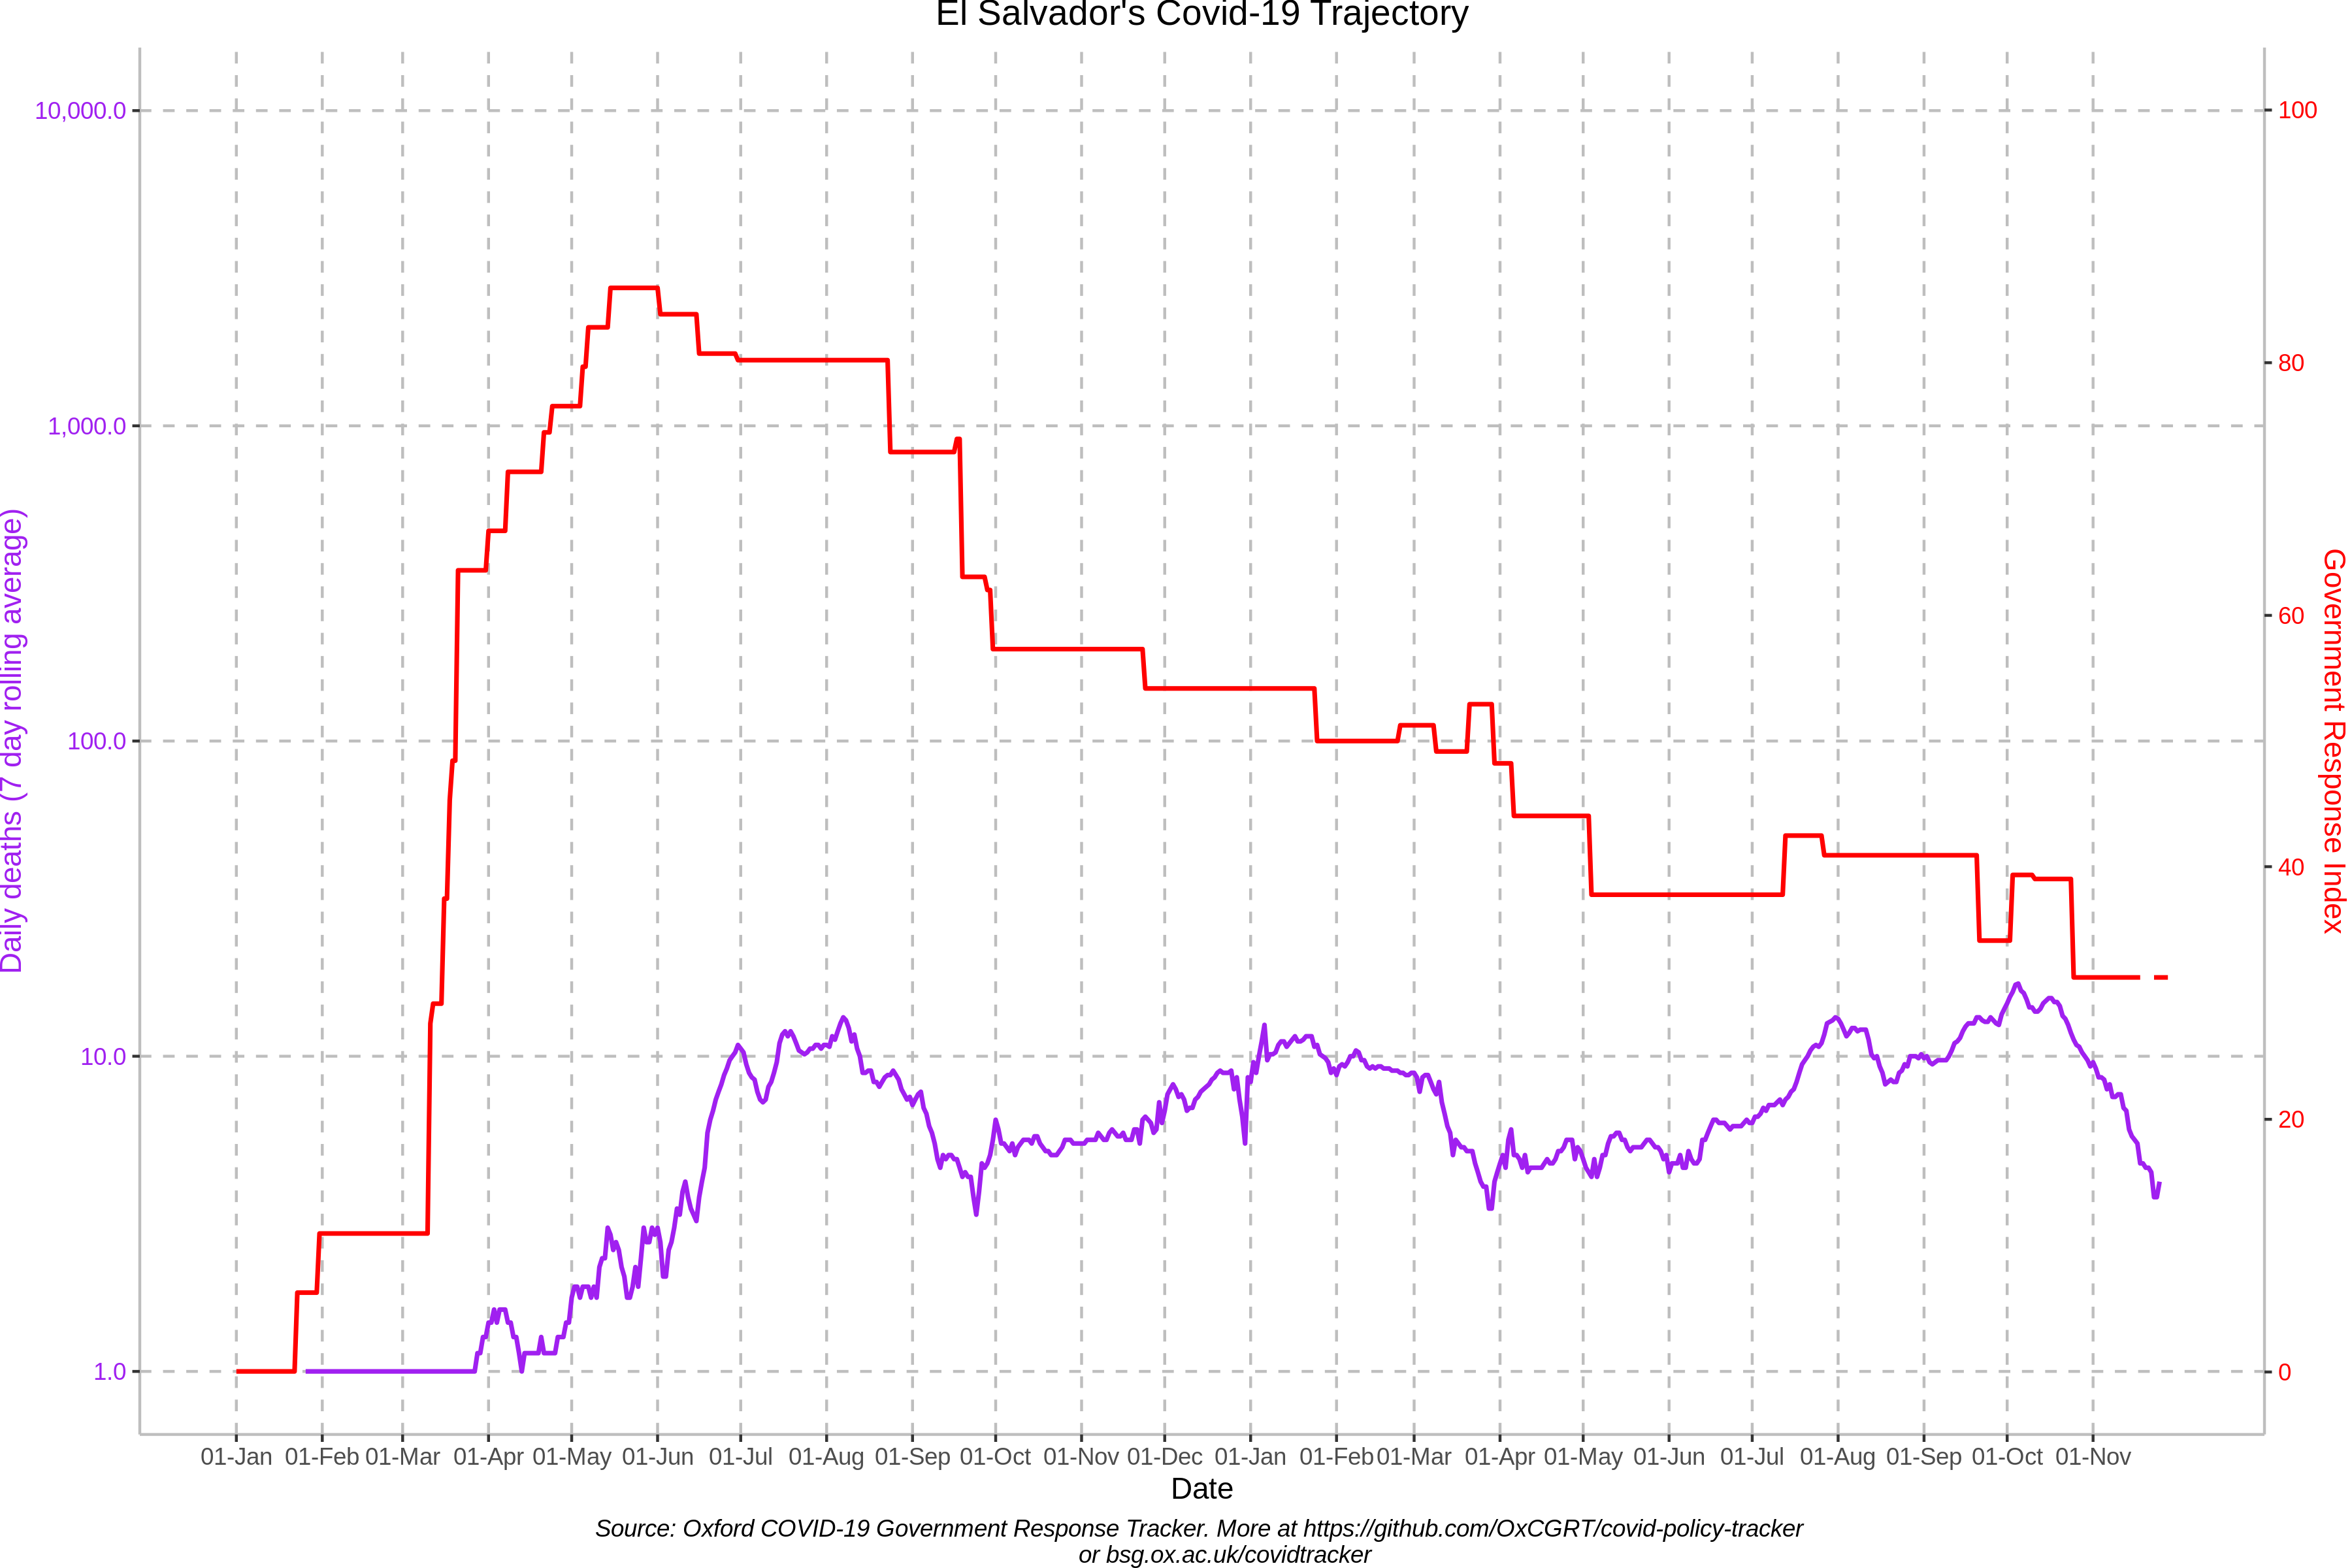 El Salvador's Covid-19 Trajectory
10,000.0
1,000.0
100.0
10.0
1.0
Daily deaths (7 day rolling average)
100
80
60
40
20
0
Government Response Index
01-Jan 01-Feb 01-Mar 01-Apr 01-May 01-Jun 01-Jul 01-Aug 01-Sep 01-Oct 01-Nov 01-Dec 01-Jan 01-Feb 01-Mar 01-Apr 01-May 01-Jun 01-Jul 01-Aug 01-Sep 01-Oct 01-Nov
Date
Source: Oxford COVID-19 Government Response Tracker. More at https://github.com/OxCGRT/covid-policy-tracker
or bsg.ox.ac.uk/covidtracker